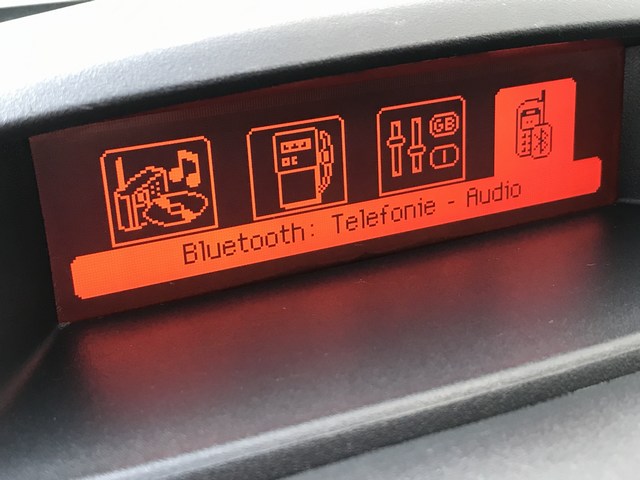 GB
I
Bluetooth: Telefonie - Audio